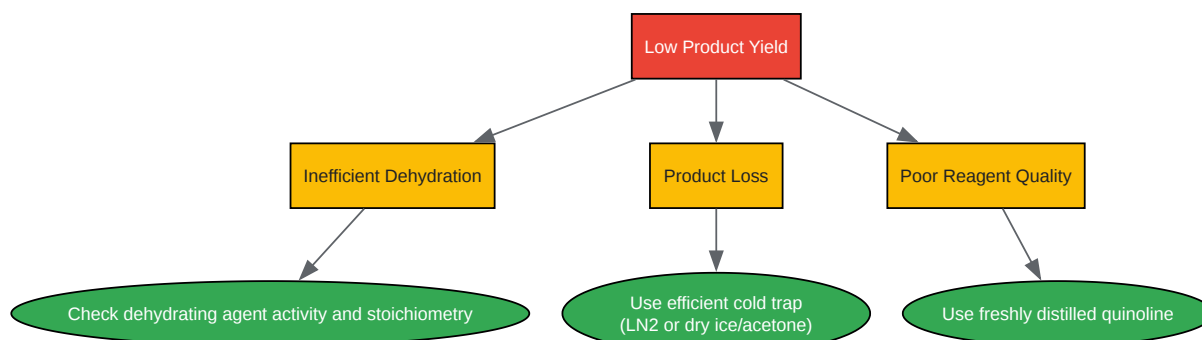 Low Product Yield
Inefficient Dehydration
Product Loss
Poor Reagent Quality
Check dehydrating agent activity and stoichiometry
Use efficient cold trap
(LN2 or dry ice/acetone)
Use freshly distilled quinoline